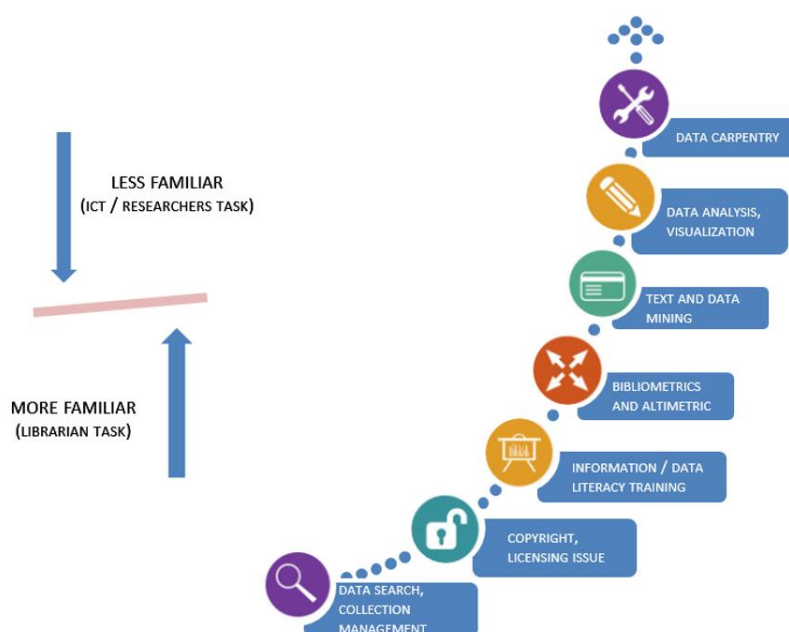 DATA CARPENTRY
LESS FAMILIAR
(ICT / RESEARCHERS TASK)
DATA ANALYSIS,
VISUALIZATION
TEXT AND DATA
MINING
MORE FAMILIAR
(LIBRARIAN TASK)
BIBLIOMETRICS
AND ALTIMETRIC
INFORMATION / DATA
LITERACY TRAINING
COPYRIGHT,
LICENSING ISSUE
DATA SEARCH,
COLLECTION
MANAGEMENT